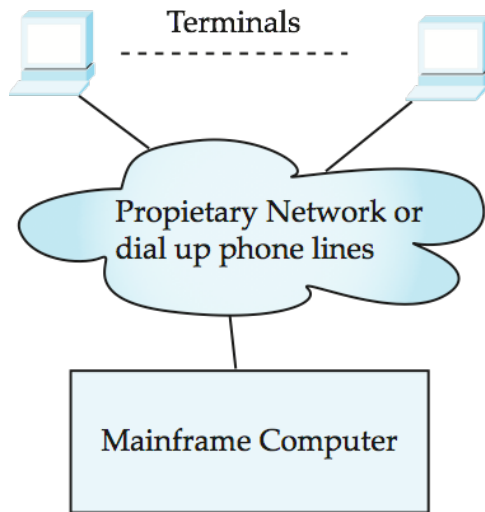 Terminals
Propietary Network or
dial up phone lines
Mainframe Computer